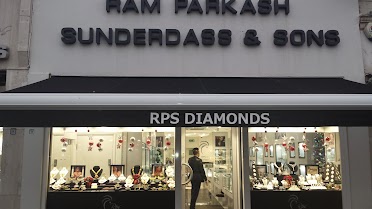 RAM PARKASH
SUNDERDASS & SONS
RPS DIAMONDS